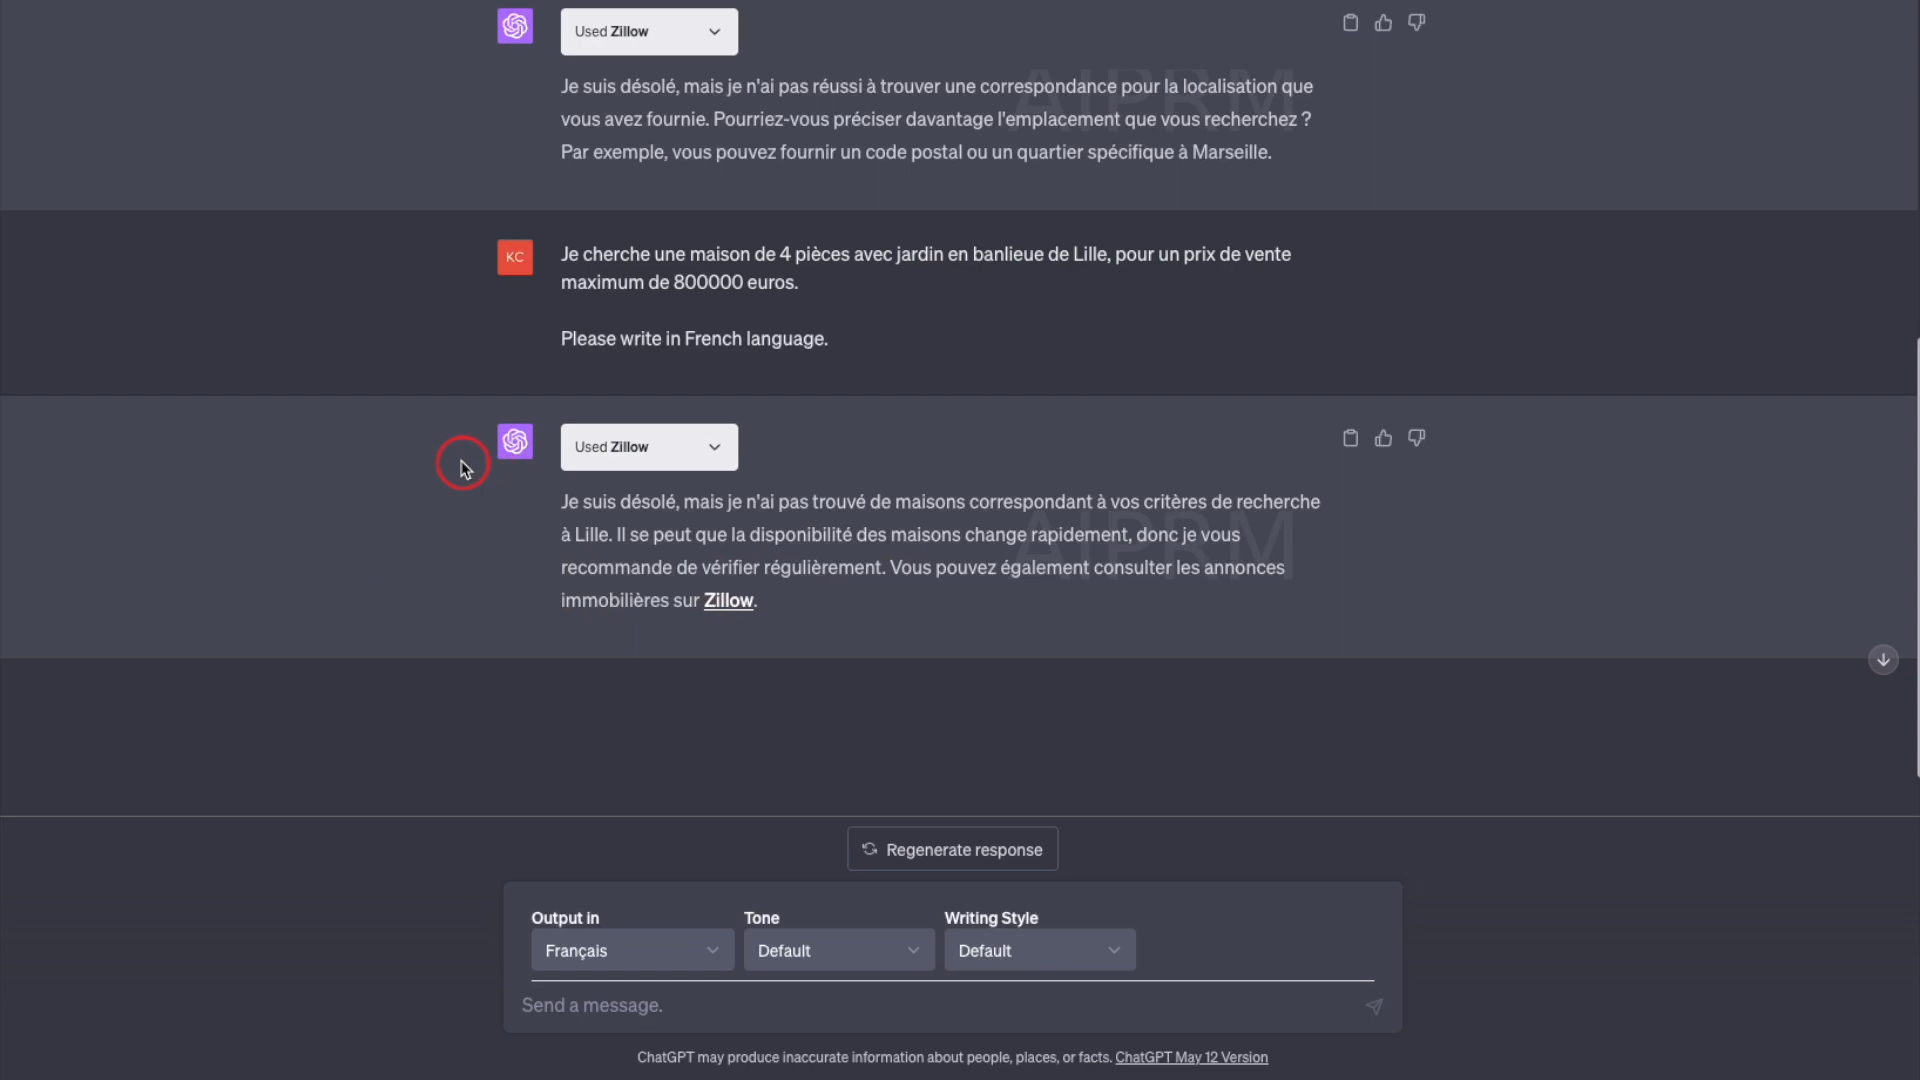 Used Zillow
Je suis désolé, mais je n'ai pas réussi à trouver une correspondance pour la localisation que
vous avez fournie. Pourriez-vous préciser davantage l'emplacement que vous recherchez ?
Par exemple, vous pouvez fournir un code postal ou un quartier spécifique à Marseille.
AIPRM
KC
Je cherche une maison de 4 pièces avec jardin en banlieue de Lille, pour un prix de vente
maximum de 800000 euros.
Please write in French language.
Used Zillow
Je suis désolé, mais je n'ai pas trouvé de maisons correspondant à vos critères de recherche
à Lille. Il se peut que la disponibilité des maisons change rapidement, donc je vous
recommande de vérifier régulièrement. Vous pouvez également consulter les annonces
immobilières sur Zillow.
AIPRM
Regenerate response
Output in Tone Writing Style
Français Default Default
Send a message.
ChatGPT may produce inaccurate information about people, places, or facts. ChatGPT May 12 Version